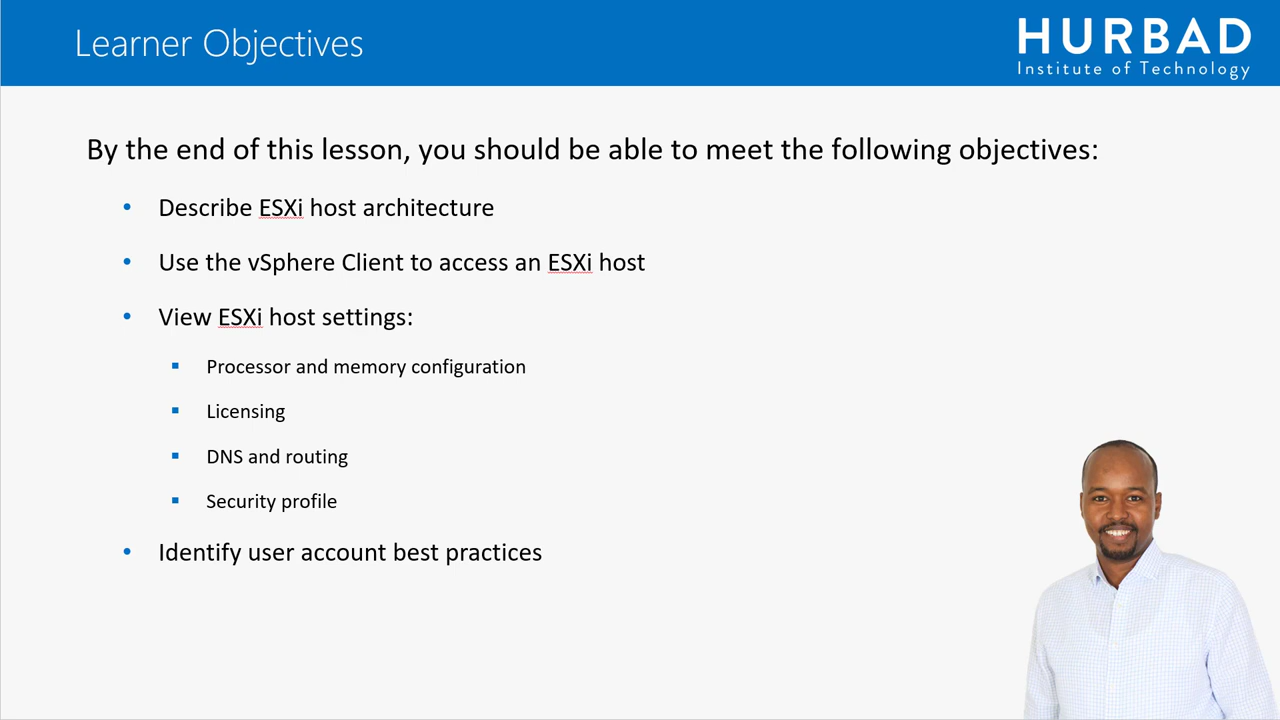 Learner Objectives
HURBAD
Institute of Technology
By the end of this lesson, you should be able to meet the following objectives:
• Describe ESXi host architecture
• Use the vSphere Client to access an ESXi host
• View ESXi host settings:
▪ Processor and memory configuration
▪ Licensing
▪ DNS and routing
▪ Security profile
• Identify user account best practices